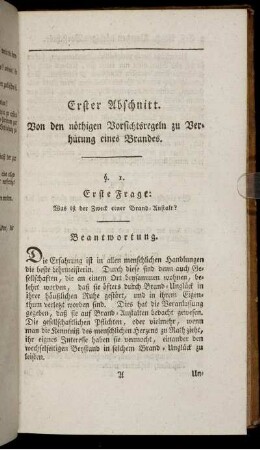 Erster Abschnitt.
Von den nöthigen Vorsichtsregeln zu Ver-
hütung eines Brandes.
§. 1.
Erste Frage:
Was ist der Zweck einer Brand-Anstalt?
Beantwortung.
Die Erfahrung ist in allen menschlichen Handlungen
die beste Lehrmeisterin. Durch diese sind dann auch Ge-
sellschaften, die an einem Ort beysammen wohnen, be-
lehret worden, daß sie öfters durch Brand-Unglück in
ihrer häußlichen Ruhe gestört, und in ihrem Eigen-
thum verletzt worden sind. Dies hat die Veranlassung
gegeben, daß sie auf Brand-Anstalten bedacht gewesen.
Die gesellschaftlichen Pflichten, oder vielmehr, wenn
man die Kenntniß des menschlichen Herzens zu Rath zieht,
ihr eignes Interesse haben sie vermocht, einander den
wechselseitigen Beystand in solchem Brand-Unglück zu
leisten.
A Un-